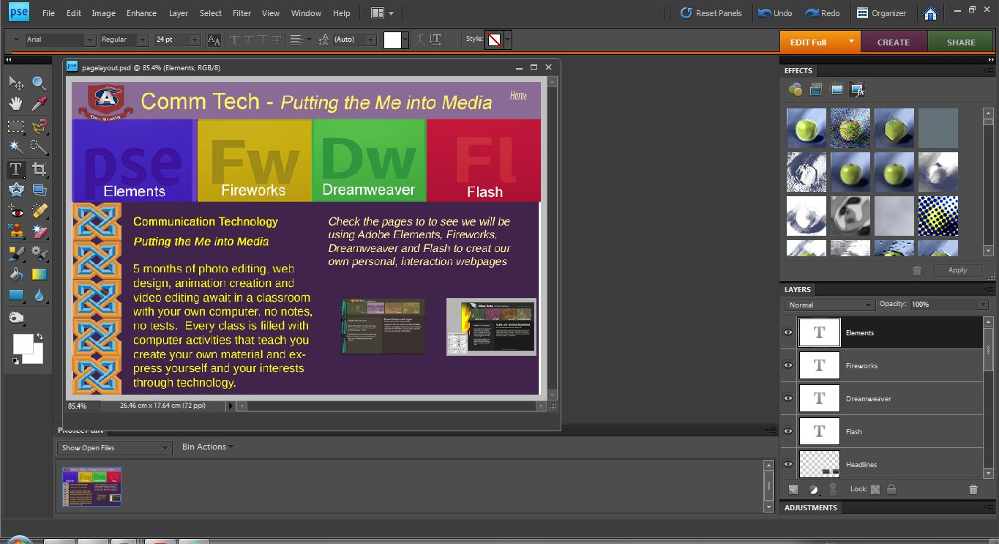 pse File Edit Image Enhance Layer Select Filter View Window Help Reset Panels Undo Redo Organizer
Arial Regular 24 pt AA T T T T (Auto) T Style: EDIT Full CREATE SHARE
pse pagelayout.psd @ 85.4% (Elements, RGB/8)
EFFECTS
A
Dei Gratia
Comm Tech - Putting the Me into Media
Home
pse Fw Dw Fl
Elements Fireworks Dreamweaver Flash
Communication Technology
Putting the Me into Media
5 months of photo editing, web
design, animation creation and
video editing await in a classroom
with your own computer, no notes,
no tests. Every class is filled with
computer activities that teach you
create your own material and ex-
press yourself and your interests
through technology.
Check the pages to to see we will be
using Adobe Elements, Fireworks,
Dreamweaver and Flash to creat our
own personal, interaction webpages
85.4% 26.46 cm x 17.64 cm (72 ppi)
PROJECT BIN
Show Open Files Bin Actions
Apply
LAYERS
Normal Opacity: 100%
T Elements
T Fireworks
T Dreamweaver
T Flash
Headlines
Lock:
ADJUSTMENTS